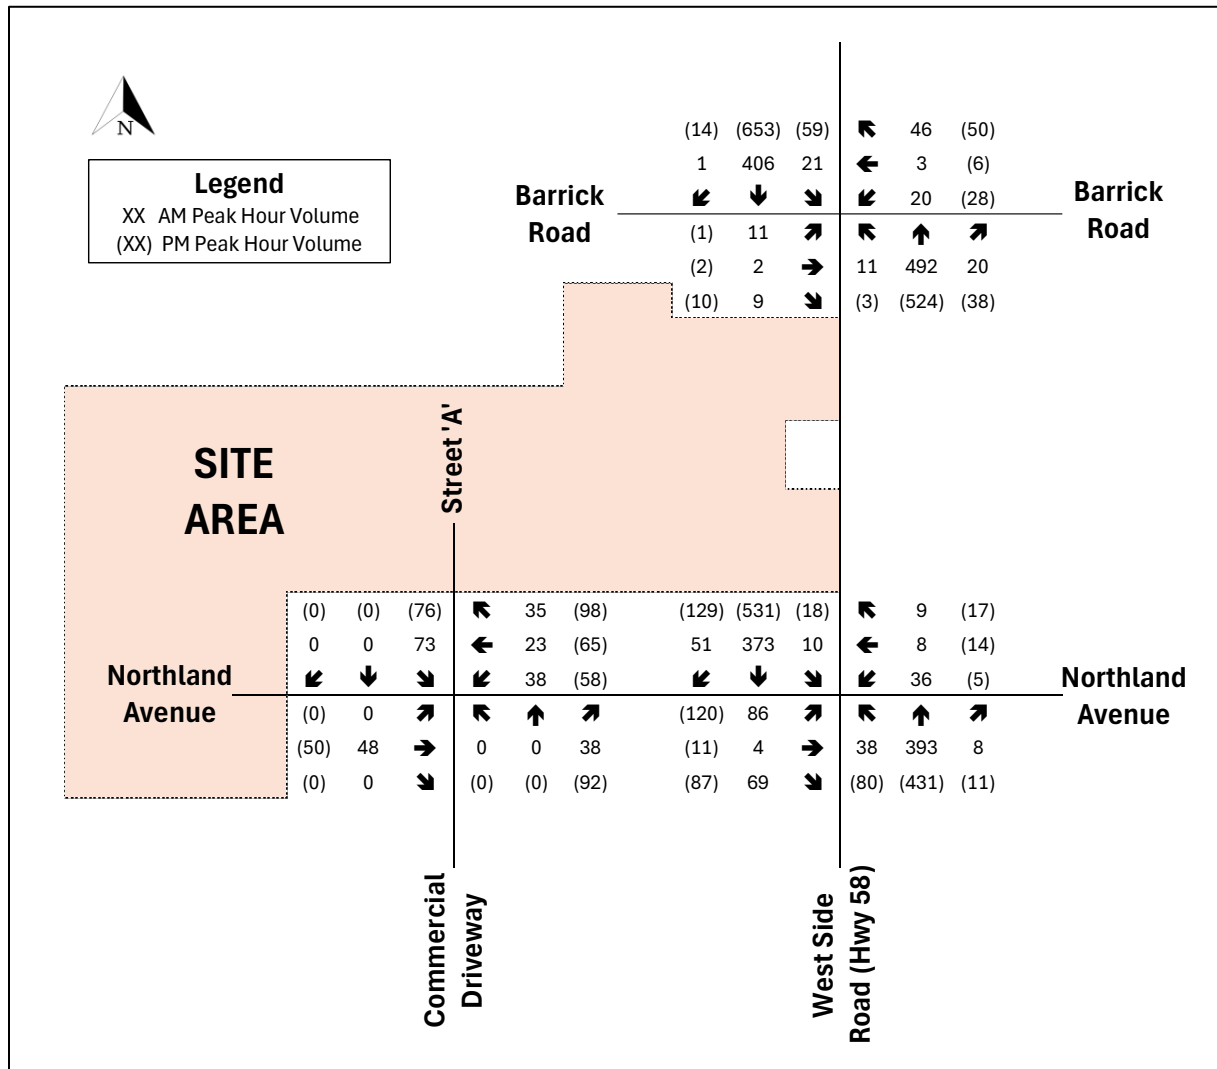 N
Legend
XX AM Peak Hour Volume
(XX) PM Peak Hour Volume
(14) (653) (59) 46 (50)
1 406 21 3 (6)
20 (28)
Barrick
Road
Barrick
Road
(1) 11
(2) 2 11 492 20
(10) 9 (3) (524) (38)
SITE
AREA
Street 'A'
(0) (0) (76) 35 (98) (129) (531) (18) 9 (17)
0 0 73 23 (65) 51 373 10 8 (14)
38 (58) 36 (5)
Northland
Avenue
Northland
Avenue
(0) 0 (120) 86
(50) 48 0 0 38 (11) 4 38 393 8
(0) 0 (0) (0) (92) (87) 69 (80) (431) (11)
Commercial
Driveway
West Side
Road (Hwy 58)